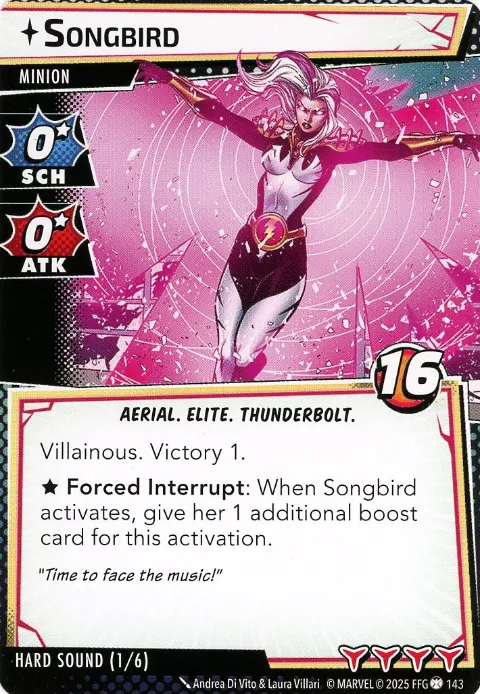 SONGBIRD
MINION
0★
SCH
0★
ATK
16
AERIAL. ELITE. THUNDERBOLT.
Villainous. Victory 1.
★ Forced Interrupt: When Songbird
activates, give her 1 additional boost
card for this activation.
"Time to face the music!"
HARD SOUND (1/6)
Andrea Di Vito & Laura Villari © MARVEL © 2025 FFG 143